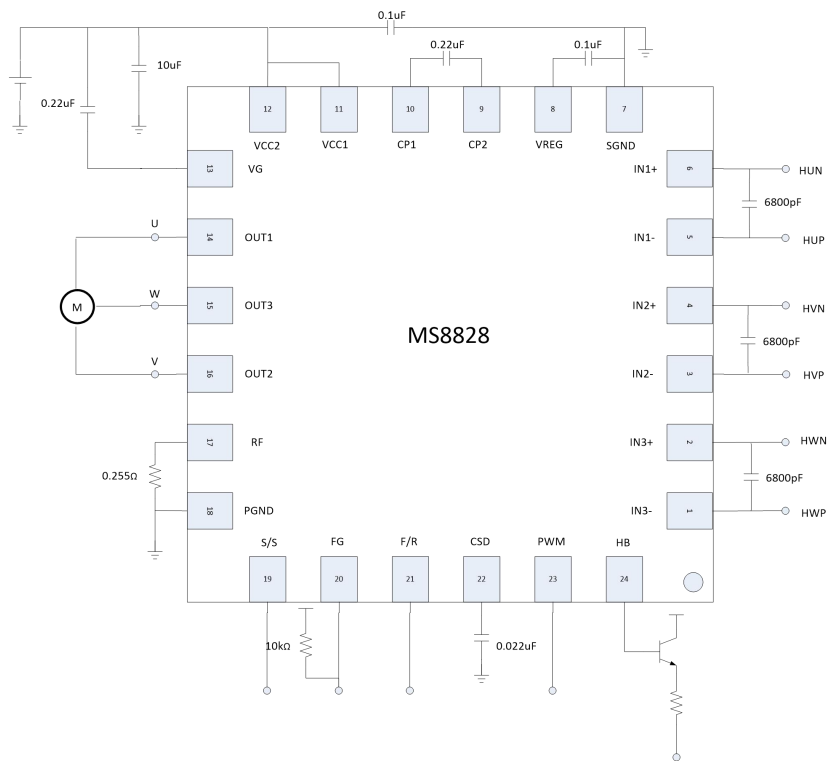 0.1uF
0.22uF
0.1uF
10uF
0.22uF
12
11
10
9
8
7
VCC2
VCC1
CP1
CP2
VREG
SGND
13
VG
IN1+
6
HUN
6800pF
U
14
OUT1
IN1-
5
HUP
M
W
15
OUT3
IN2+
4
HVN
MS8828
6800pF
V
16
OUT2
IN2-
3
HVP
17
RF
IN3+
2
HWN
0.255Ω
6800pF
18
PGND
IN3-
1
HWP
S/S
FG
F/R
CSD
PWM
HB
19
20
21
22
23
24
10kΩ
0.022uF